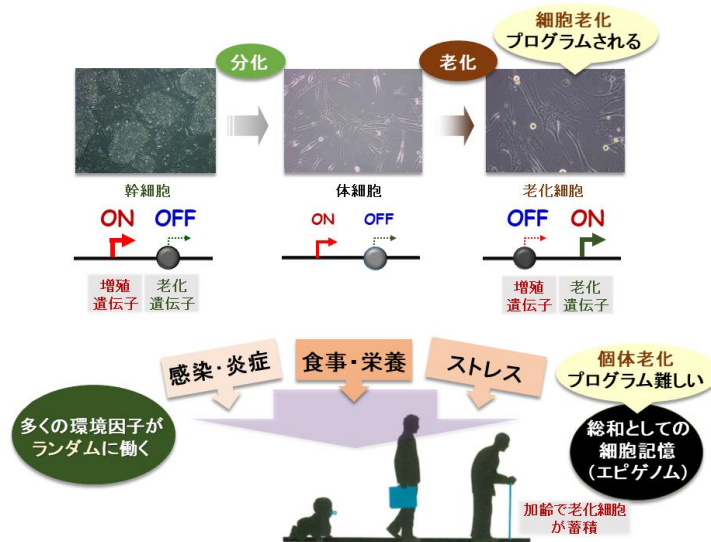 細胞老化
プログラムされる
分化
老化
幹細胞
体細胞
老化細胞
ON OFF
ON OFF
OFF ON
増殖
遺伝子
老化
遺伝子
増殖
遺伝子
老化
遺伝子
感染・炎症
食事・栄養
ストレス
個体老化
プログラム難しい
多くの環境因子が
ランダムに働く
総和としての
細胞記憶
(エピゲノム)
加齢で老化細胞
が蓄積